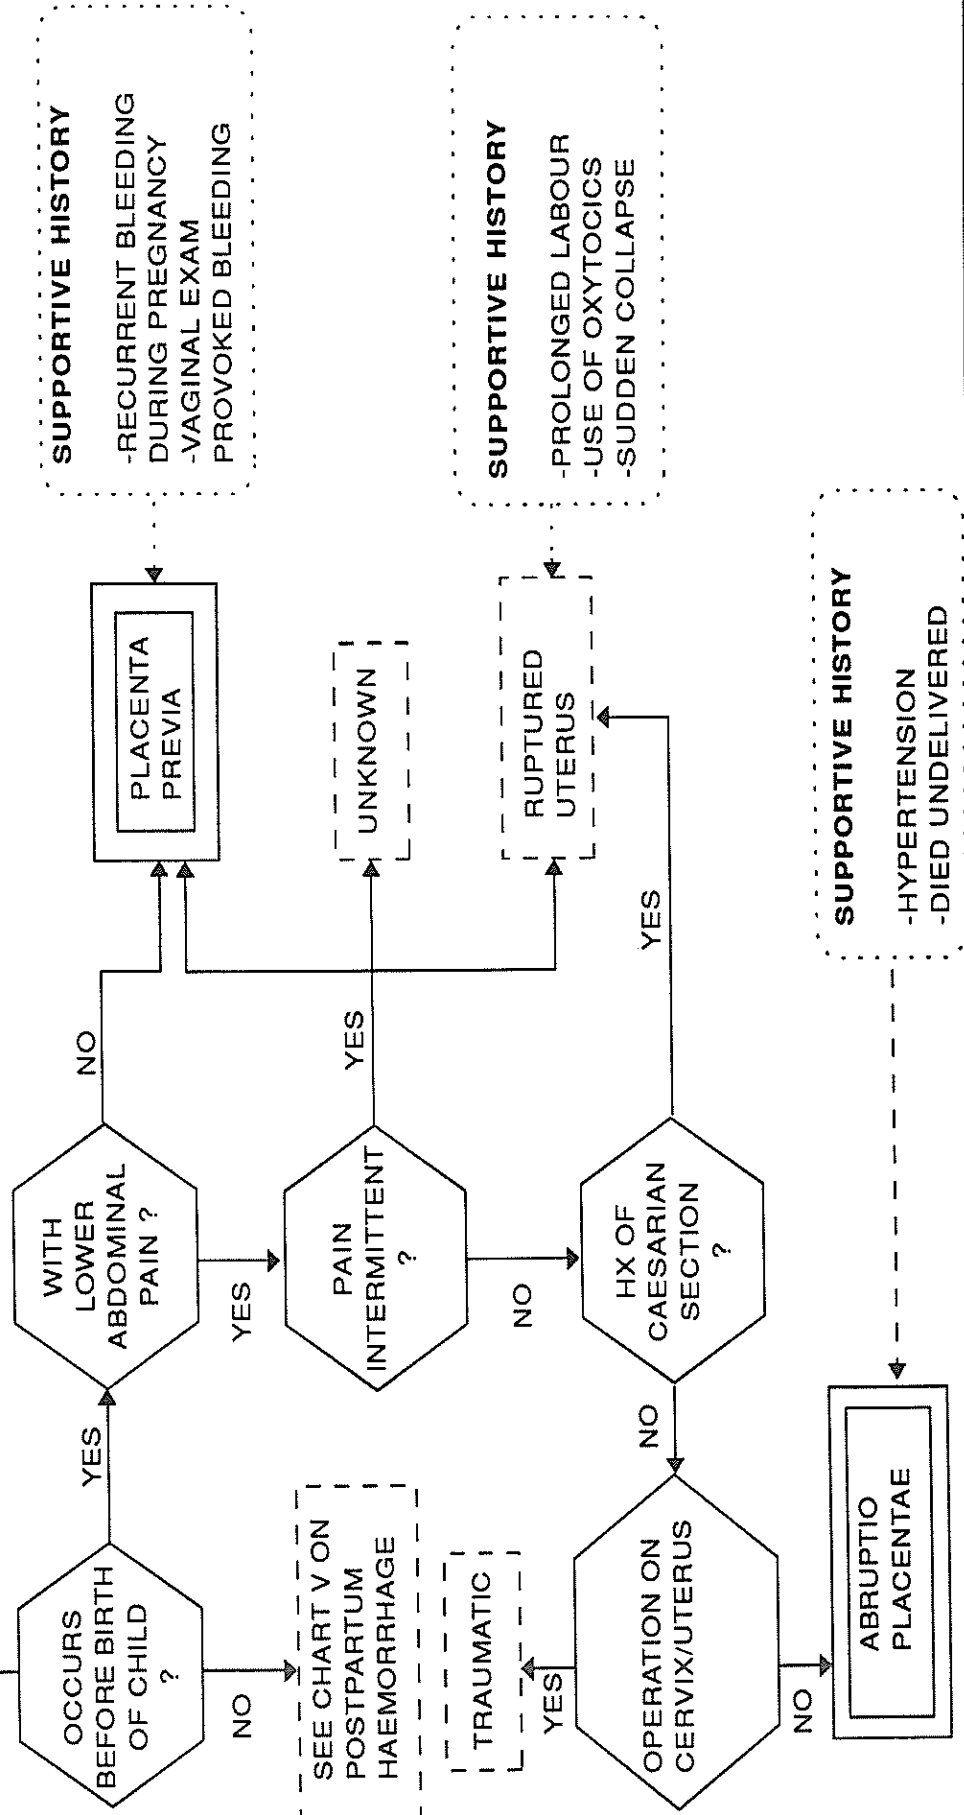 OCCURS
BEFORE BIRTH
OF CHILD
?
YES
NO
SEE CHART V ON
POSTPARTUM
HAEMORRHAGE
WITH
LOWER
ABDOMINAL
PAIN ?
NO
YES
PLACENTA
PREVIA
SUPPORTIVE HISTORY
-RECURRENT BLEEDING
DURING PREGNANCY
-VAGINAL EXAM
PROVOKED BLEEDING
PAIN
INTERMITTENT
?
YES
NO
UNKNOWN
HX OF
CAESARIAN
SECTION
?
YES
NO
RUPTURED
UTERUS
SUPPORTIVE HISTORY
-PROLONGED LABOUR
-USE OF OXYTOCICS
-SUDDEN COLLAPSE
TRAUMATIC
YES
OPERATION ON
CERVIX/UTERUS
?
NO
ABRUPTIO
PLACENTAE
SUPPORTIVE HISTORY
-HYPERTENSION
-DIED UNDELIVERED